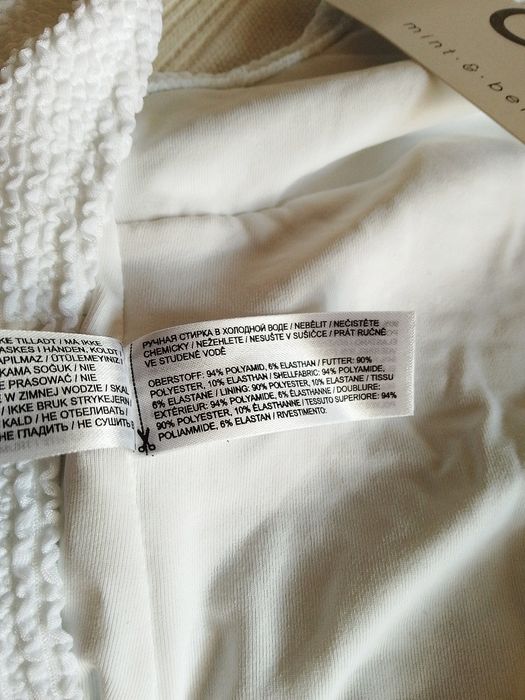 mint & be
KE TILLADT / MA IKKE
ASKES I HÅNDEN, KOLDT /
APILMAZ / ÜTÜLEMEYİNİZ /
KAMA SOĞUK / NIE
E PRASOWAĆ / NIE
E W ZIMNEJ WODZIE / SKAL
/ IKKE BRUK STRYKEJERN /
KALD / НЕ ОТБЕЛИВАТЬ /
НЕ ГЛАДИТЬ / НЕ СУШИТЬ В
РУЧНАЯ СТИРКА В ХОЛОДНОЙ ВОДЕ / NEBĚLIT / NEČISTĚTE
CHEMICKY / NEŽEHLETE / NESUŠTE V SUŠIČCE / PRÁT RUČNĚ
VE STUDENÉ VODĚ
OBERSTOFF: 94% POLYAMID, 6% ELASTHAN / FUTTER: 90%
POLYESTER, 10% ELASTHAN / SHELLFABRIC: 94% POLYAMIDE,
6% ELASTANE / LINING: 90% POLYESTER, 10% ELASTANE / TISSU
EXTÉRIEUR: 94% POLYAMIDE, 6% ÉLASTHANNE / DOUBLURE:
90% POLYESTER, 10% ÉLASTHANNE / TESSUTO SUPERIORE: 94%
POLIAMMIDE, 6% ELASTAN / RIVESTIMENTO: